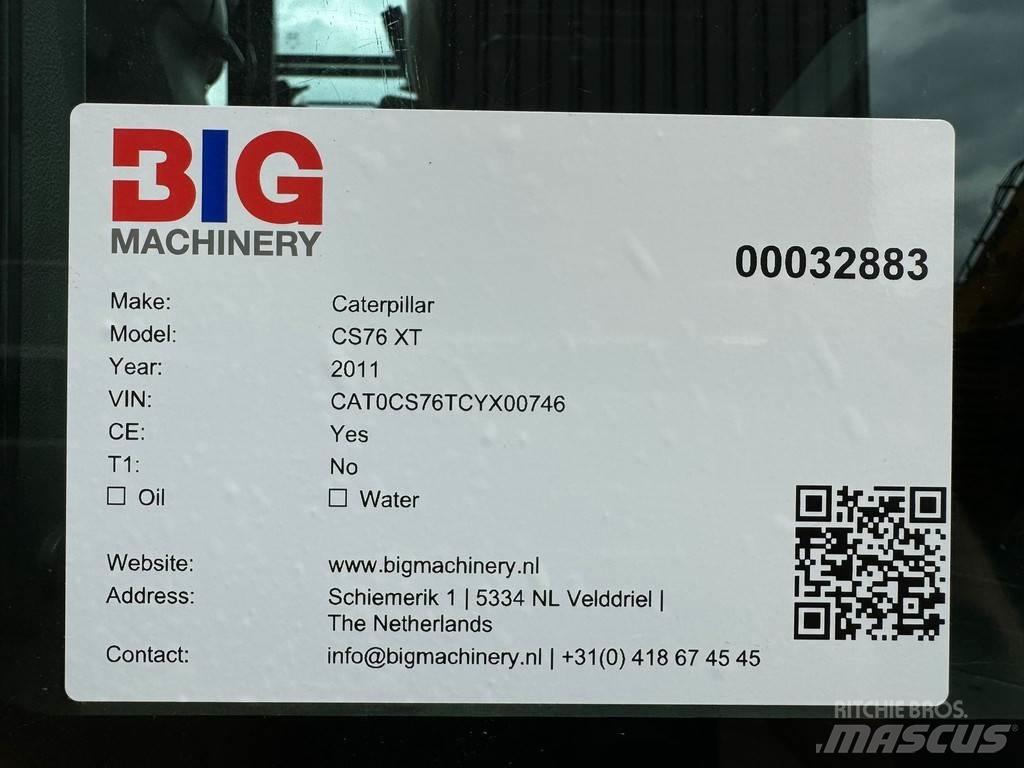 BIG
MACHINERY
00032883
Make: Caterpillar
Model: CS76 XT
Year: 2011
VIN: CAT0CS76TCYX00746
CE: Yes
T1: No
☐ Oil ☐ Water
Website: www.bigmachinery.nl
Address: Schiemerik 1 | 5334 NL Velddriel |
The Netherlands
Contact: info@bigmachinery.nl | +31(0) 418 67 45 45
RITCHIE BROS.
MASCUS